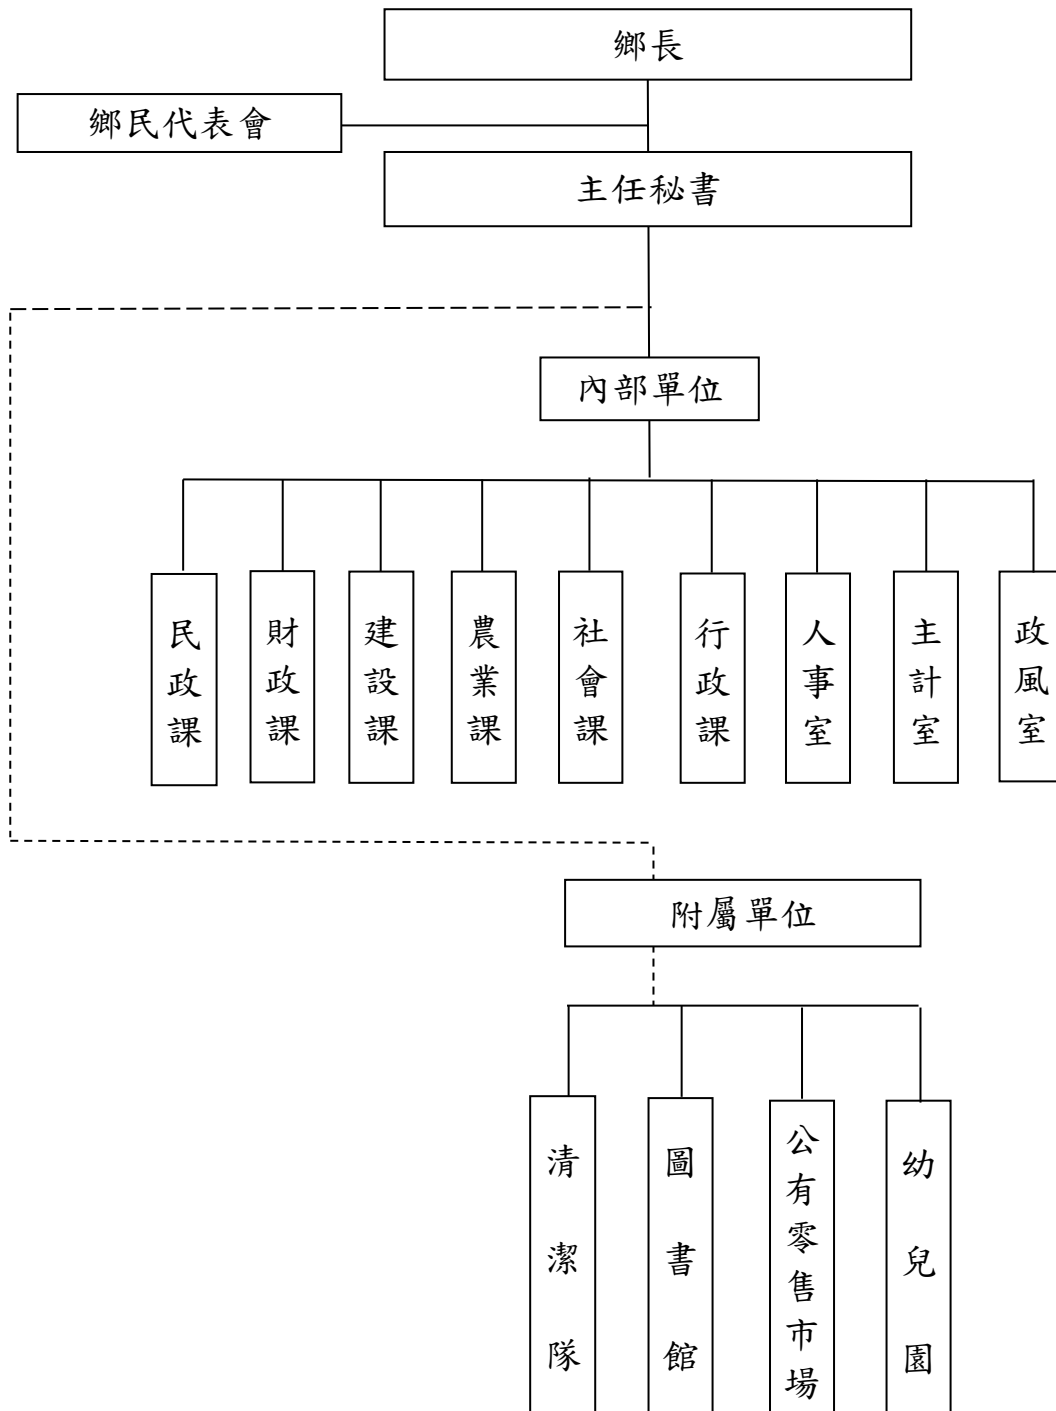 鄉長
鄉民代表會
主任秘書
內部單位
民政課
財政課
建設課
農業課
社會課
行政課
人事室
主計室
政風室
附屬單位
清潔隊
圖書館
公有零售市場
幼兒園